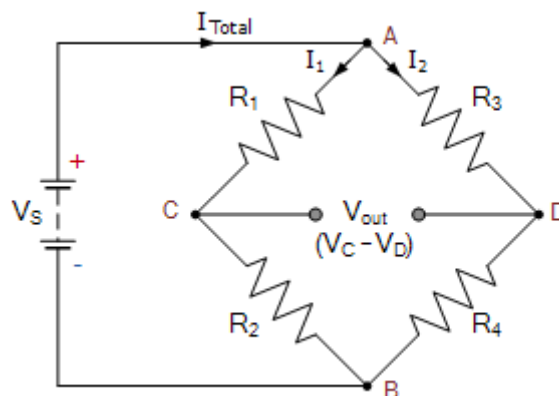 I_Total
A
I₁ I₂
R₁ R₃
+
V_S
C V_out D
(V_C – V_D)
-
R₂ R₄
B